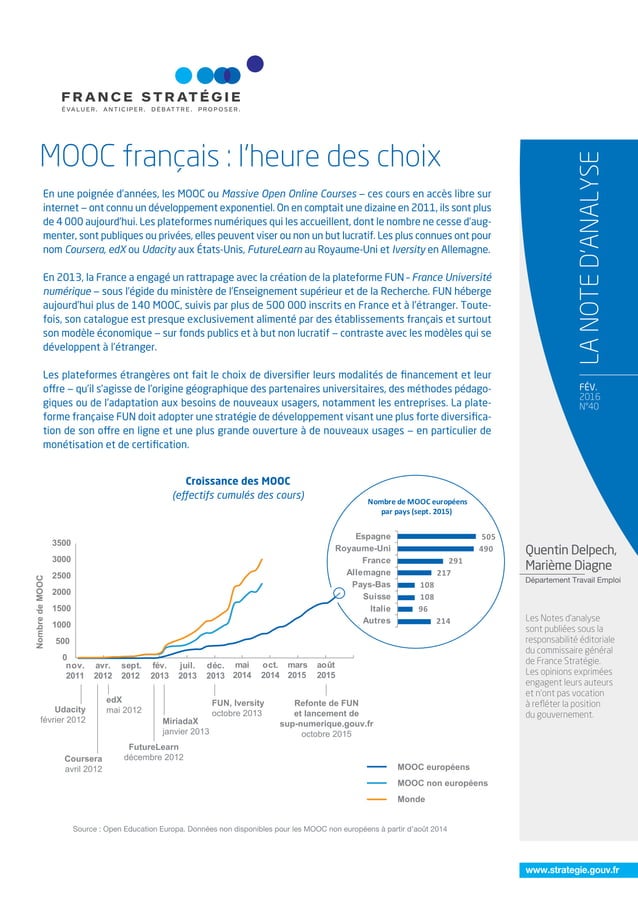 FRANCE STRATÉGIE
ÉVALUER. ANTICIPER. DÉBATTRE. PROPOSER.
MOOC français : l'heure des choix
En une poignée d'années, les MOOC ou Massive Open Online Courses – ces cours en accès libre sur
internet – ont connu un développement exponentiel. On en comptait une dizaine en 2011, ils sont plus
de 4 000 aujourd'hui. Les plateformes numériques qui les accueillent, dont le nombre ne cesse d'aug-
menter, sont publiques ou privées, elles peuvent viser ou non un but lucratif. Les plus connues ont pour
nom Coursera, edX ou Udacity aux États-Unis, FutureLearn au Royaume-Uni et Iversity en Allemagne.
En 2013, la France a engagé un rattrapage avec la création de la plateforme FUN – France Université
numérique – sous l'égide du ministère de l'Enseignement supérieur et de la Recherche. FUN héberge
aujourd'hui plus de 140 MOOC, suivis par plus de 500 000 inscrits en France et à l'étranger. Toute-
fois, son catalogue est presque exclusivement alimenté par des établissements français et surtout
son modèle économique – sur fonds publics et à but non lucratif – contraste avec les modèles qui se
développent à l'étranger.
Les plateformes étrangères ont fait le choix de diversifier leurs modalités de financement et leur
offre – qu'il s'agisse de l'origine géographique des partenaires universitaires, des méthodes pédago-
giques ou de l'adaptation aux besoins de nouveaux usagers, notamment les entreprises. La plate-
forme française FUN doit adopter une stratégie de développement visant une plus forte diversifica-
tion de son offre en ligne et une plus grande ouverture à de nouveaux usages – en particulier de
monétisation et de certification.
LA NOTE D'ANALYSE
FÉV.
2016
N°40
Croissance des MOOC
(effectifs cumulés des cours)
Nombre de MOOC européens
par pays (sept. 2015)
Espagne 505
Royaume-Uni 490
France 291
Allemagne 217
Pays-Bas 108
Suisse 108
Italie 96
Autres 214
Nombre de MOOC
3500
3000
2500
2000
1500
1000
500
0
nov. avr. sept. fév. juil. déc. mai oct. mars août
2011 2012 2012 2013 2013 2013 2014 2014 2015 2015
Udacity
février 2012
edX
mai 2012
Coursera
avril 2012
MiriadaX
janvier 2013
FutureLearn
décembre 2012
FUN, Iversity
octobre 2013
Refonte de FUN
et lancement de
sup-numerique.gouv.fr
octobre 2015
MOOC européens
MOOC non européens
Monde
Source : Open Education Europa. Données non disponibles pour les MOOC non européens à partir d'août 2014
Quentin Delpech,
Marième Diagne
Département Travail Emploi
Les Notes d'analyse
sont publiées sous la
responsabilité éditoriale
du commissaire général
de France Stratégie.
Les opinions exprimées
engagent leurs auteurs
et n'ont pas vocation
à refléter la position
du gouvernement.
www.strategie.gouv.fr